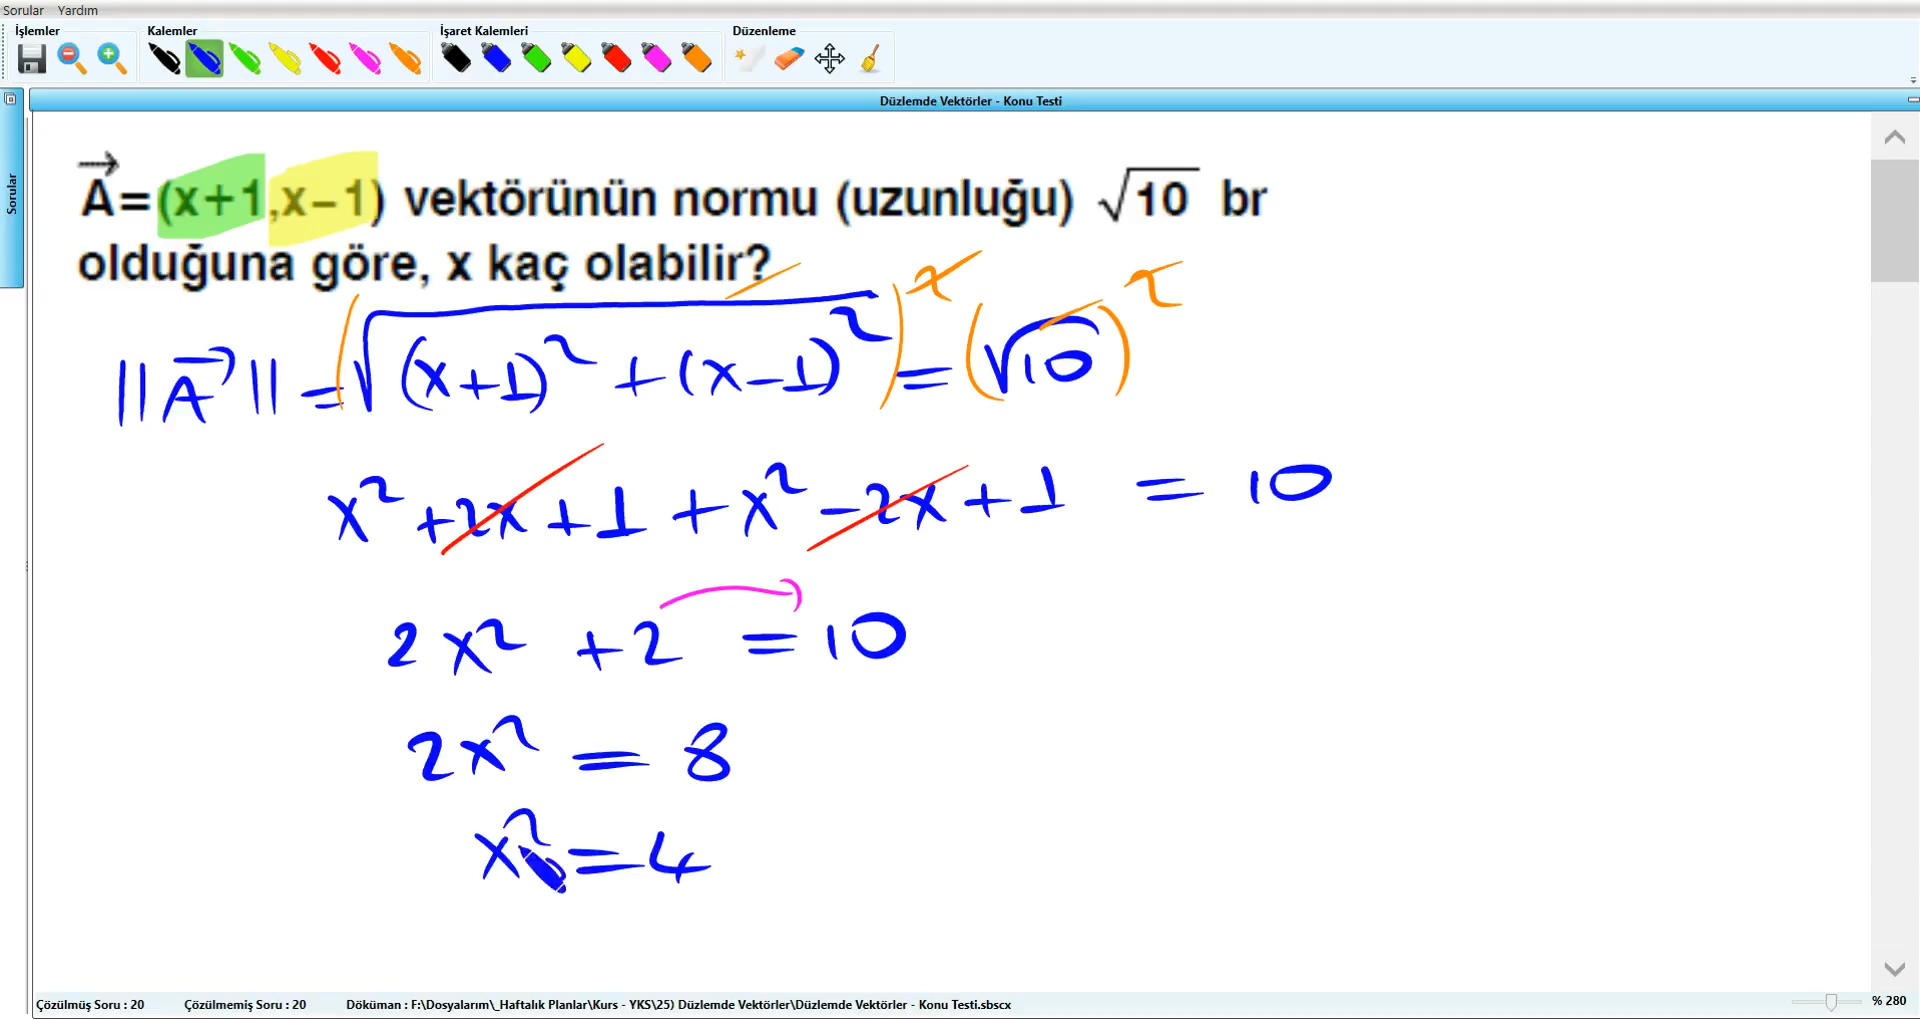 Sorular Yardım
İşlemler Kalemler İşaret Kalemleri Düzenleme
Düzlemde Vektörler - Konu Testi
Sorular
A⃗=(x+1,x−1) vektörünün normu (uzunluğu) √10 br
olduğuna göre, x kaç olabilir?
||A⃗|| = (√((x+1)² + (x−1)²))² = (√10)²
x² +2x +1 + x² −2x +1 = 10
2x² +2 = 10
2x² = 8
x² = 4
Çözülmüş Soru : 20 Çözülmemiş Soru : 20 Döküman : F:\Dosyalarım\_Haftalık Planlar\Kurs - YKS\25) Düzlemde Vektörler\Düzlemde Vektörler - Konu Testi.sbscx % 280